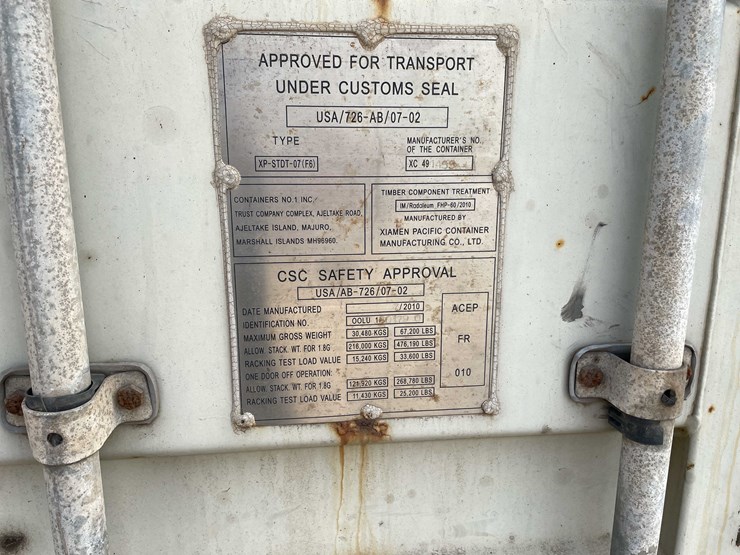 APPROVED FOR TRANSPORT
UNDER CUSTOMS SEAL
USA/726-AB/07-02
TYPE
MANUFACTURER'S NO.
OF THE CONTAINER
XP-STDT-07(F6)
XC 49
CONTAINERS NO.1 INC.
TRUST COMPANY COMPLEX, AJELTAKE ROAD,
AJELTAKE ISLAND, MAJURO,
MARSHALL ISLANDS MH96960.
TIMBER COMPONENT TREATMENT
IM/Radaleum FHP-60/2010
MANUFACTURED BY
XIAMEN PACIFIC CONTAINER
MANUFACTURING CO., LTD.
CSC SAFETY APPROVAL
USA/AB-726/07-02
DATE MANUFACTURED /2010
IDENTIFICATION NO. OOLU 1
MAXIMUM GROSS WEIGHT 30,480 KGS 67,200 LBS
ALLOW. STACK. WT. FOR 1.8G 216,000 KGS 476,190 LBS
RACKING TEST LOAD VALUE 15,240 KGS 33,600 LBS
ONE DOOR OFF OPERATION:
ALLOW. STACK. WT. FOR 1.8G 121,920 KGS 268,780 LBS
RACKING TEST LOAD VALUE 11,430 KGS 25,200 LBS
ACEP
FR
010